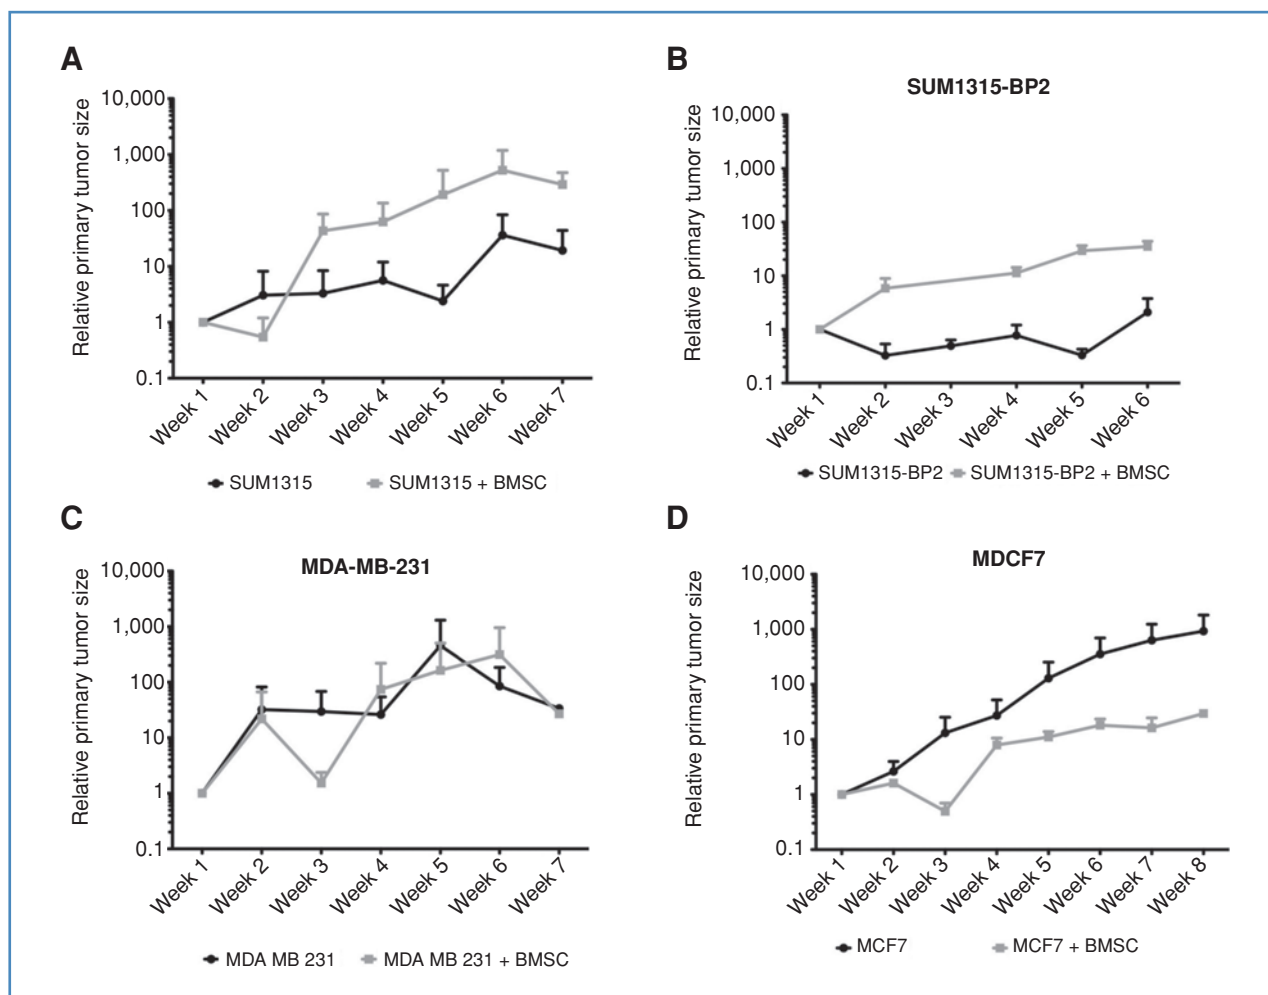 A
Relative primary tumor size
10,000
1,000
100
10
1
0.1
Week 1
Week 2
Week 3
Week 4
Week 5
Week 6
Week 7
SUM1315
SUM1315 + BMSC
B
SUM1315-BP2
Relative primary tumor size
10,000
1,000
100
10
1
0.1
Week 1
Week 2
Week 3
Week 4
Week 5
Week 6
SUM1315-BP2
SUM1315-BP2 + BMSC
C
MDA-MB-231
Relative primary tumor size
10,000
1,000
100
10
1
0.1
Week 1
Week 2
Week 3
Week 4
Week 5
Week 6
Week 7
MDA MB 231
MDA MB 231 + BMSC
D
MDCF7
Relative primary tumor size
10,000
1,000
100
10
1
0.1
Week 1
Week 2
Week 3
Week 4
Week 5
Week 6
Week 7
Week 8
MCF7
MCF7 + BMSC